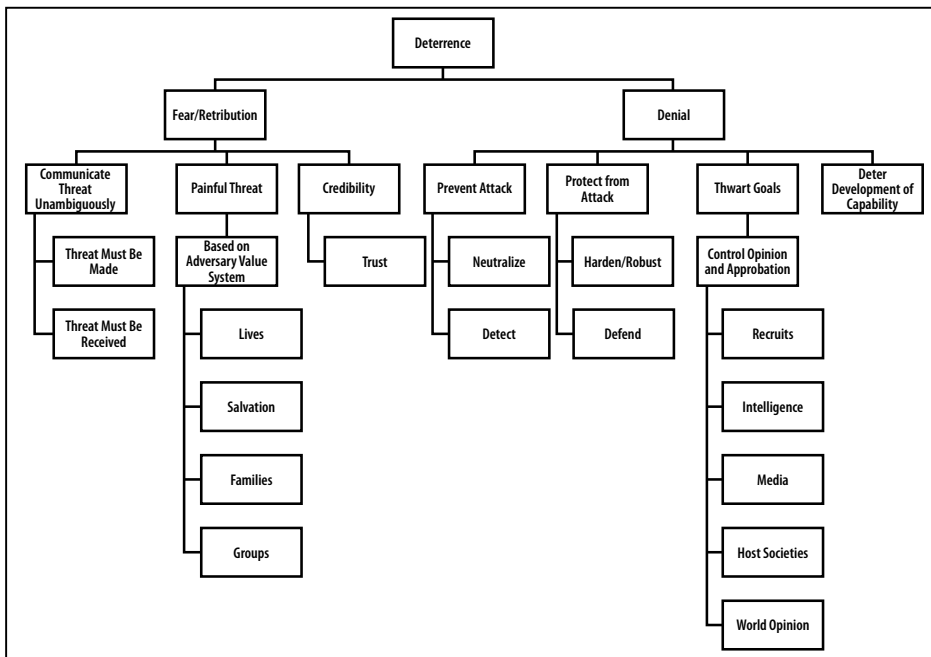 Deterrence
Fear/Retribution
Denial
Communicate
Threat
Unambiguously
Painful Threat
Credibility
Prevent Attack
Protect from
Attack
Thwart Goals
Deter
Development of
Capability
Threat Must Be
Made
Based on
Adversary Value
System
Trust
Neutralize
Harden/Robust
Control Opinion
and Approbation
Threat Must Be
Received
Lives
Detect
Defend
Recruits
Salvation
Intelligence
Families
Media
Groups
Host Societies
World Opinion